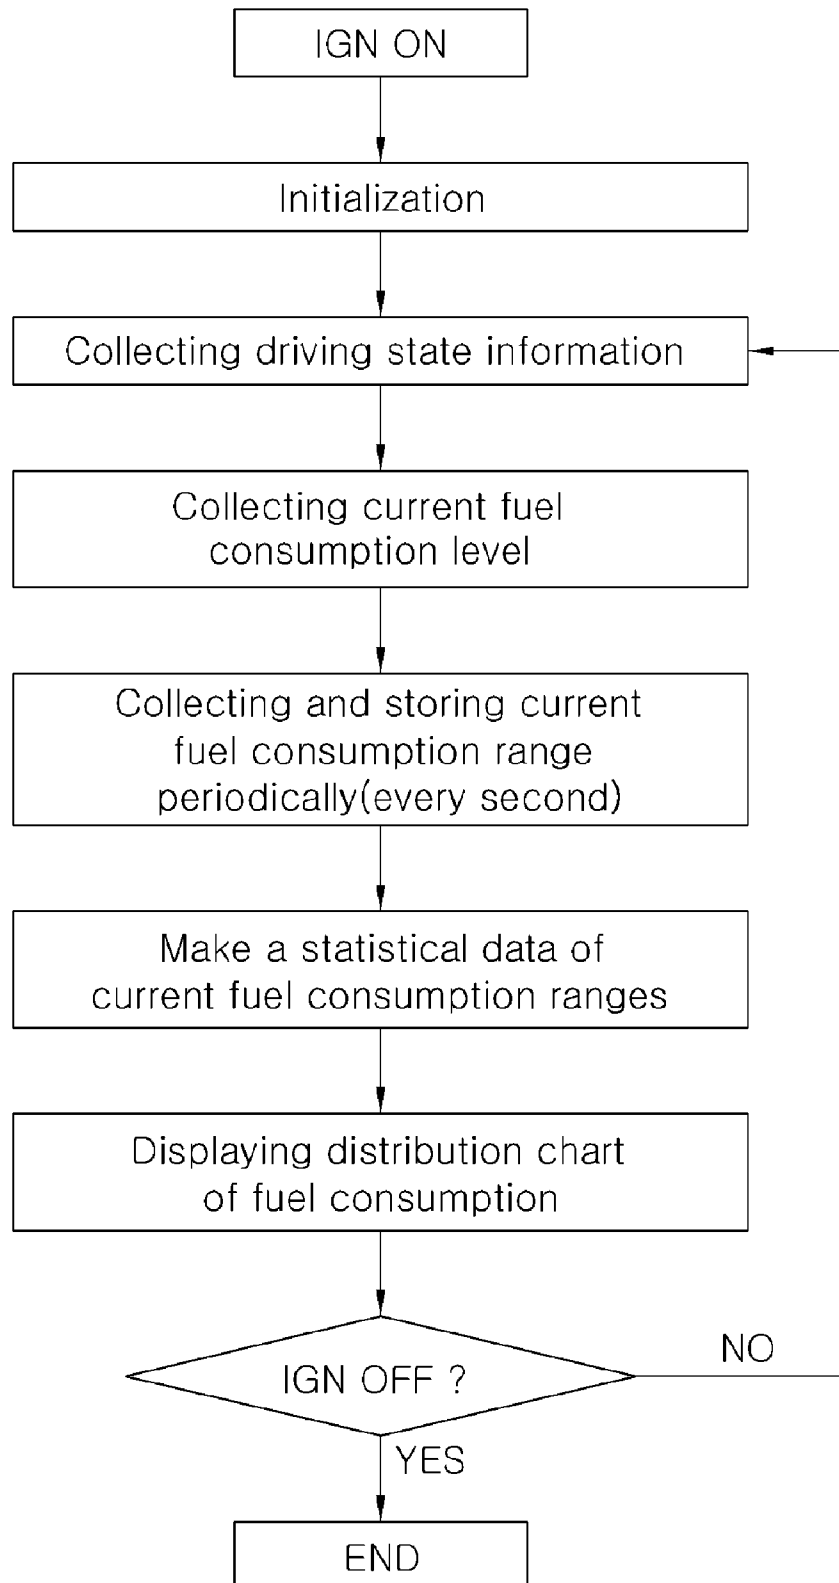 IGN ON
Initialization
Collecting driving state information
Collecting current fuel
consumption level
Collecting and storing current
fuel consumption range
periodically(every second)
Make a statistical data of
current fuel consumption ranges
Displaying distribution chart
of fuel consumption
IGN OFF ?
NO
YES
END